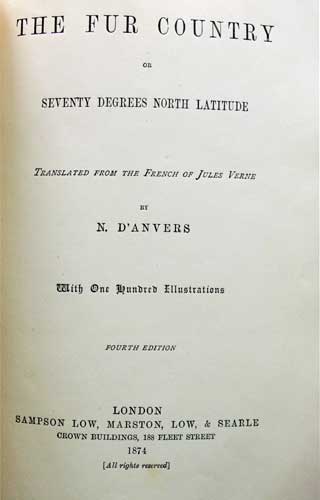 THE FUR COUNTRY
OR
SEVENTY DEGREES NORTH LATITUDE
TRANSLATED FROM THE FRENCH OF JULES VERNE
BY
N. D'ANVERS
With One Hundred Illustrations
FOURTH EDITION
LONDON
SAMPSON LOW, MARSTON, LOW, & SEARLE
CROWN BUILDINGS, 188 FLEET STREET
1874
[All rights reserved]